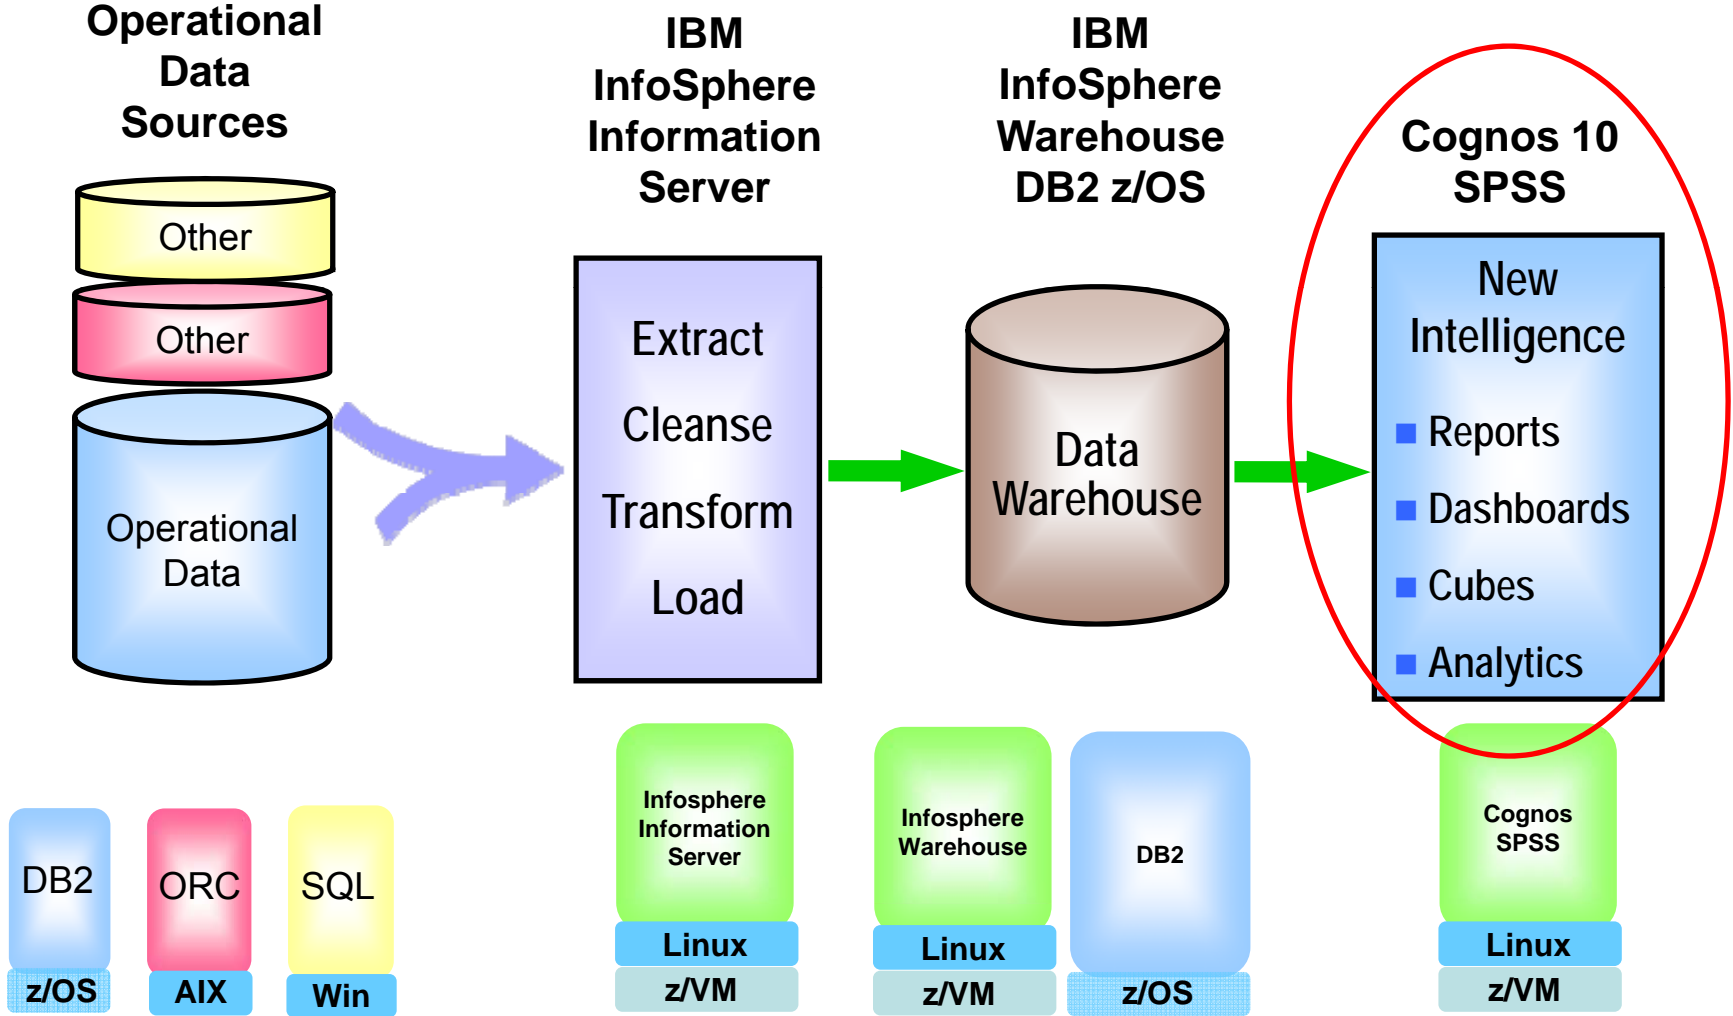 Operational
Data
Sources
IBM
InfoSphere
Information
Server
IBM
InfoSphere
Warehouse
DB2 z/OS
Cognos 10
SPSS
Other
Other
Operational
Data
Extract
Cleanse
Transform
Load
Data
Warehouse
New
Intelligence
Reports
Dashboards
Cubes
Analytics
DB2
z/OS
ORC
AIX
SQL
Win
Infosphere
Information
Server
Linux
z/VM
Infosphere
Warehouse
Linux
z/VM
DB2
z/OS
Cognos
SPSS
Linux
z/VM